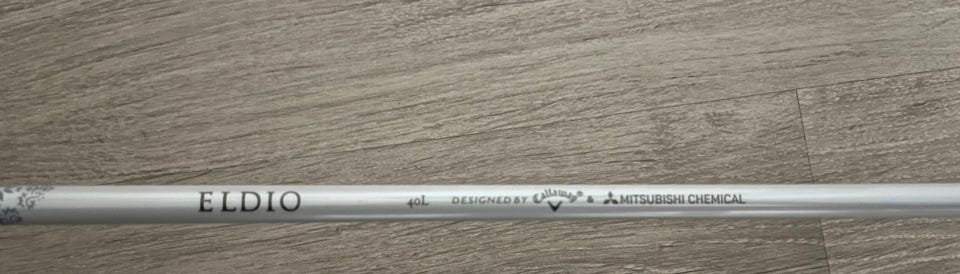 ELDIO 40L DESIGNED BY Callaway® & MITSUBISHI CHEMICAL